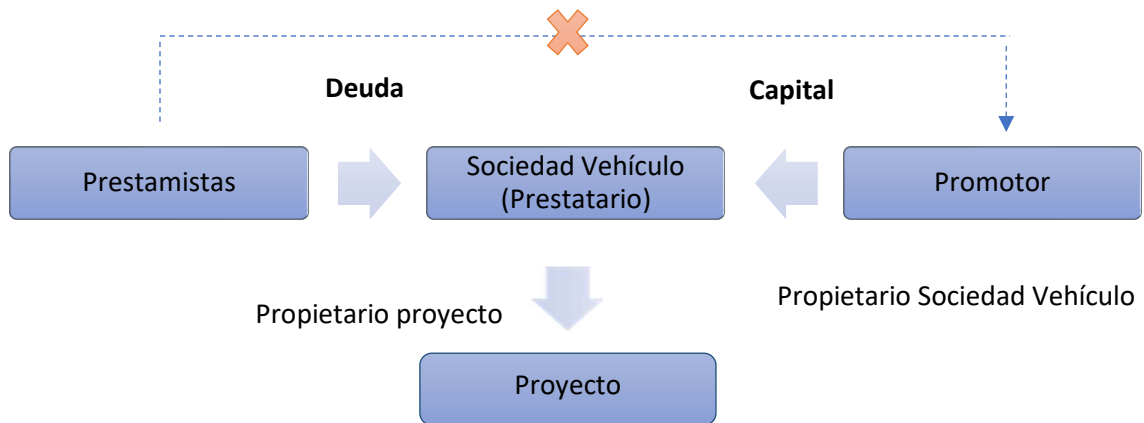 Deuda
Capital
Prestamistas
Sociedad Vehículo
(Prestatario)
Promotor
Propietario proyecto
Propietario Sociedad Vehículo
Proyecto